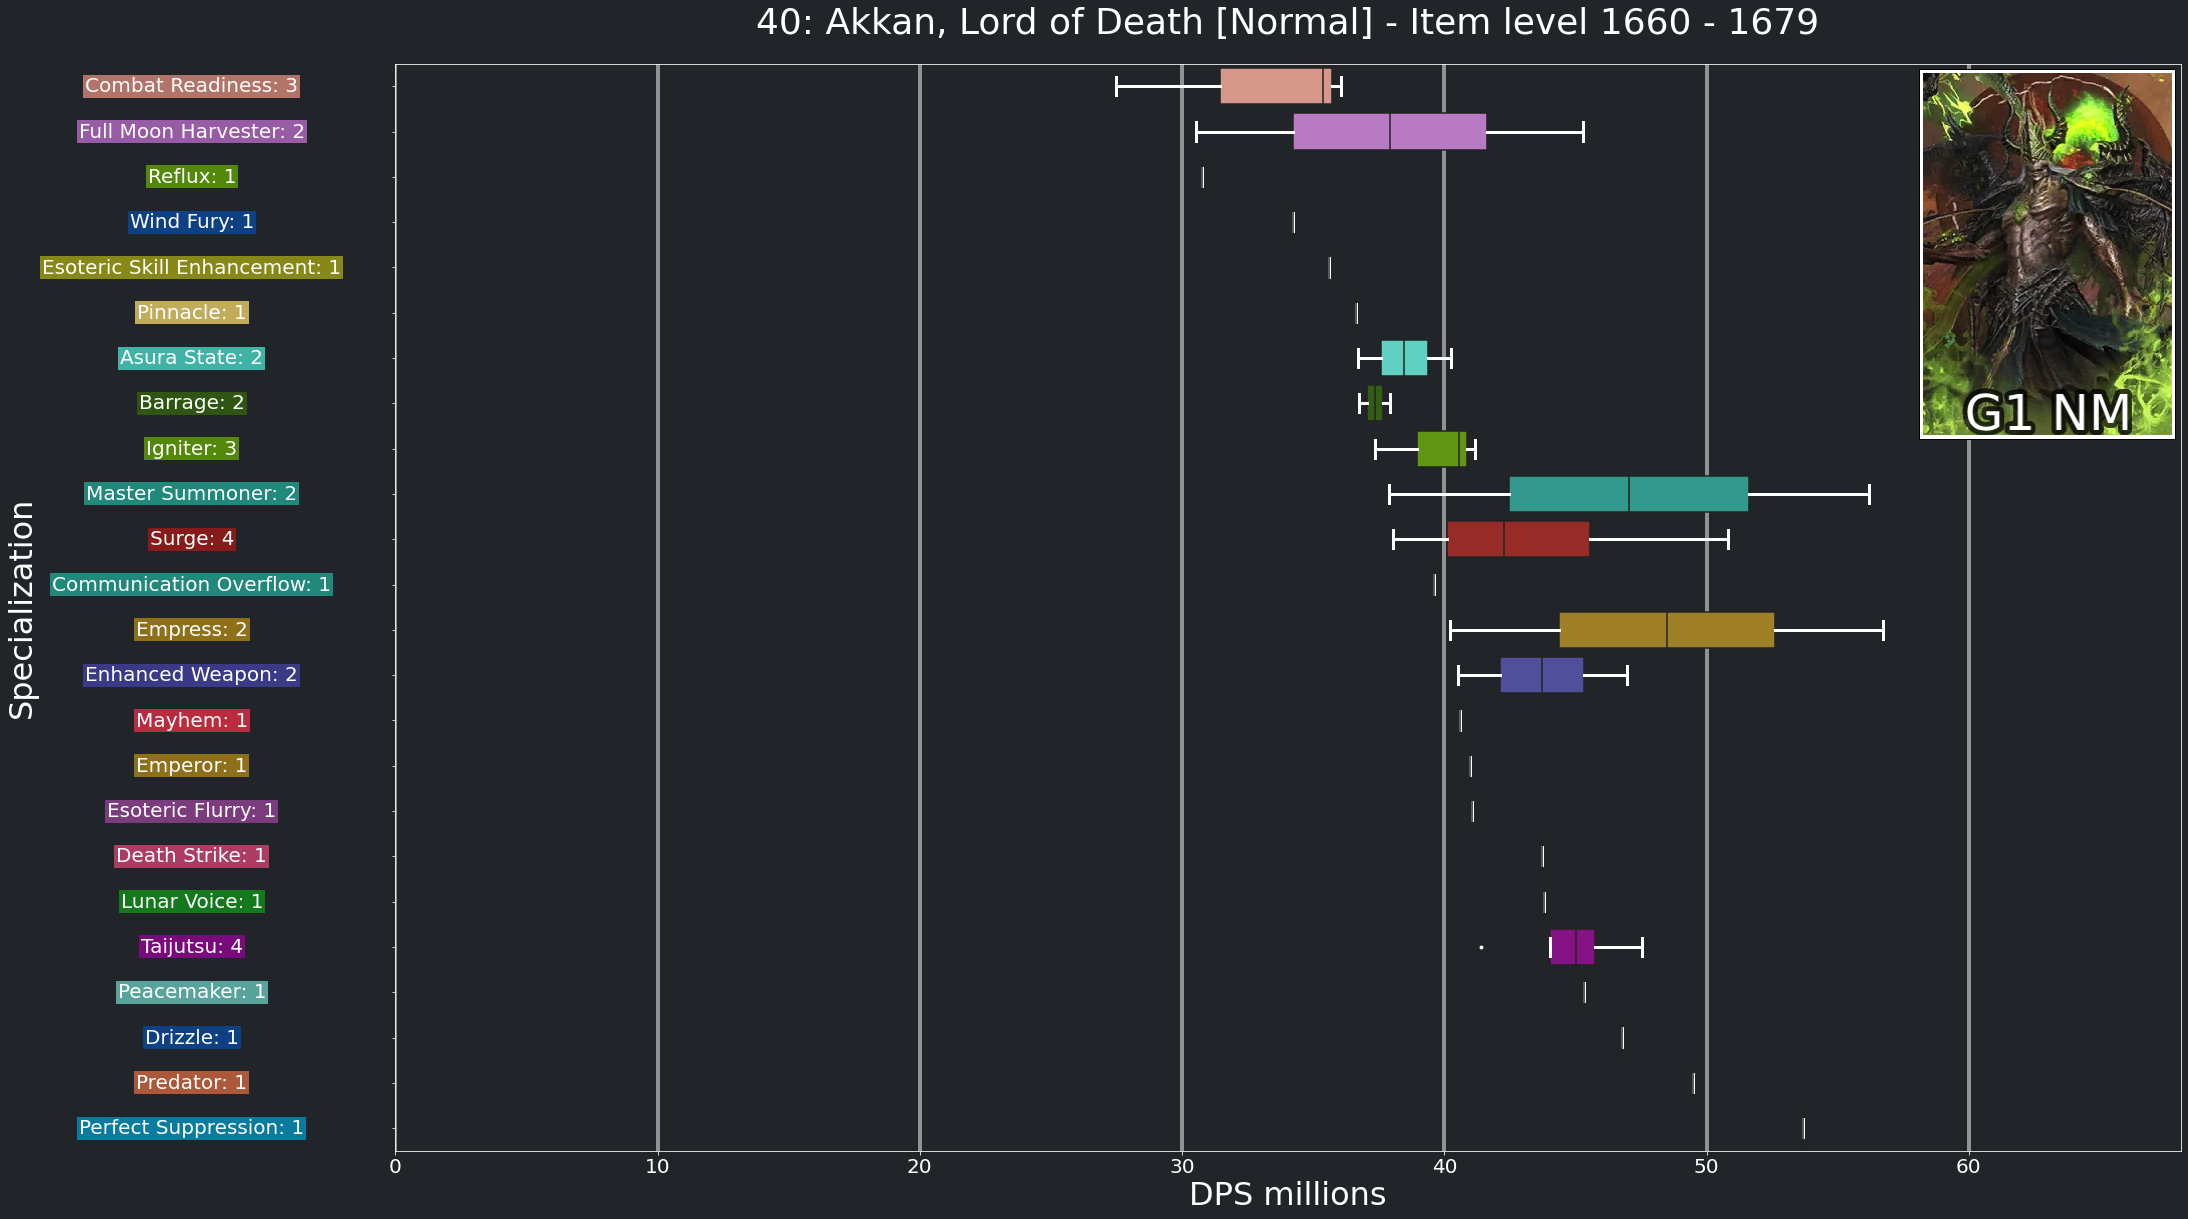 40: Akkan, Lord of Death [Normal] - Item level 1660 - 1679
Combat Readiness: 3
Full Moon Harvester: 2
Reflux: 1
Wind Fury: 1
Esoteric Skill Enhancement: 1
Pinnacle: 1
Asura State: 2
Barrage: 2
Igniter: 3
Master Summoner: 2
Surge: 4
Communication Overflow: 1
Empress: 2
Enhanced Weapon: 2
Mayhem: 1
Emperor: 1
Esoteric Flurry: 1
Death Strike: 1
Lunar Voice: 1
Taijutsu: 4
Peacemaker: 1
Drizzle: 1
Predator: 1
Perfect Suppression: 1
Specialization
G1 NM
0 10 20 30 40 50 60
DPS millions